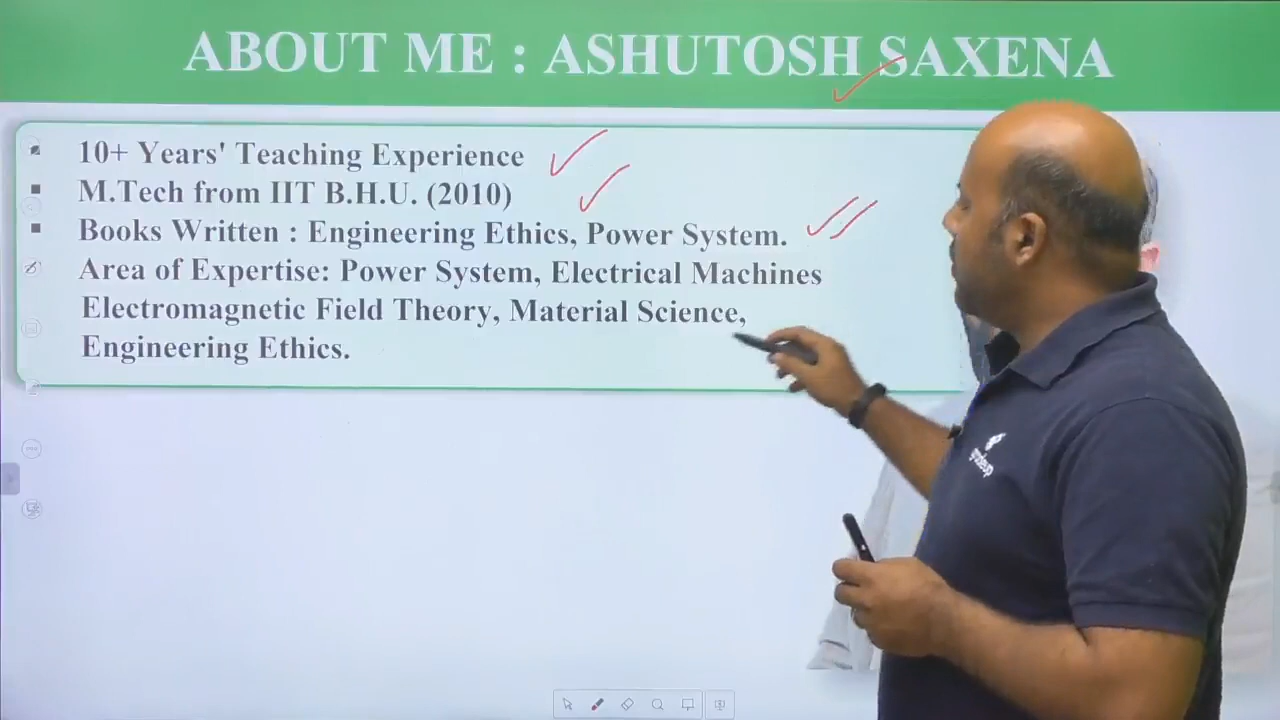 ABOUT ME : ASHUTOSH SAXENA
10+ Years' Teaching Experience
M.Tech from IIT B.H.U. (2010)
Books Written : Engineering Ethics, Power System.
Area of Expertise: Power System, Electrical Machines
Electromagnetic Field Theory, Material Science,
Engineering Ethics.
gradeup